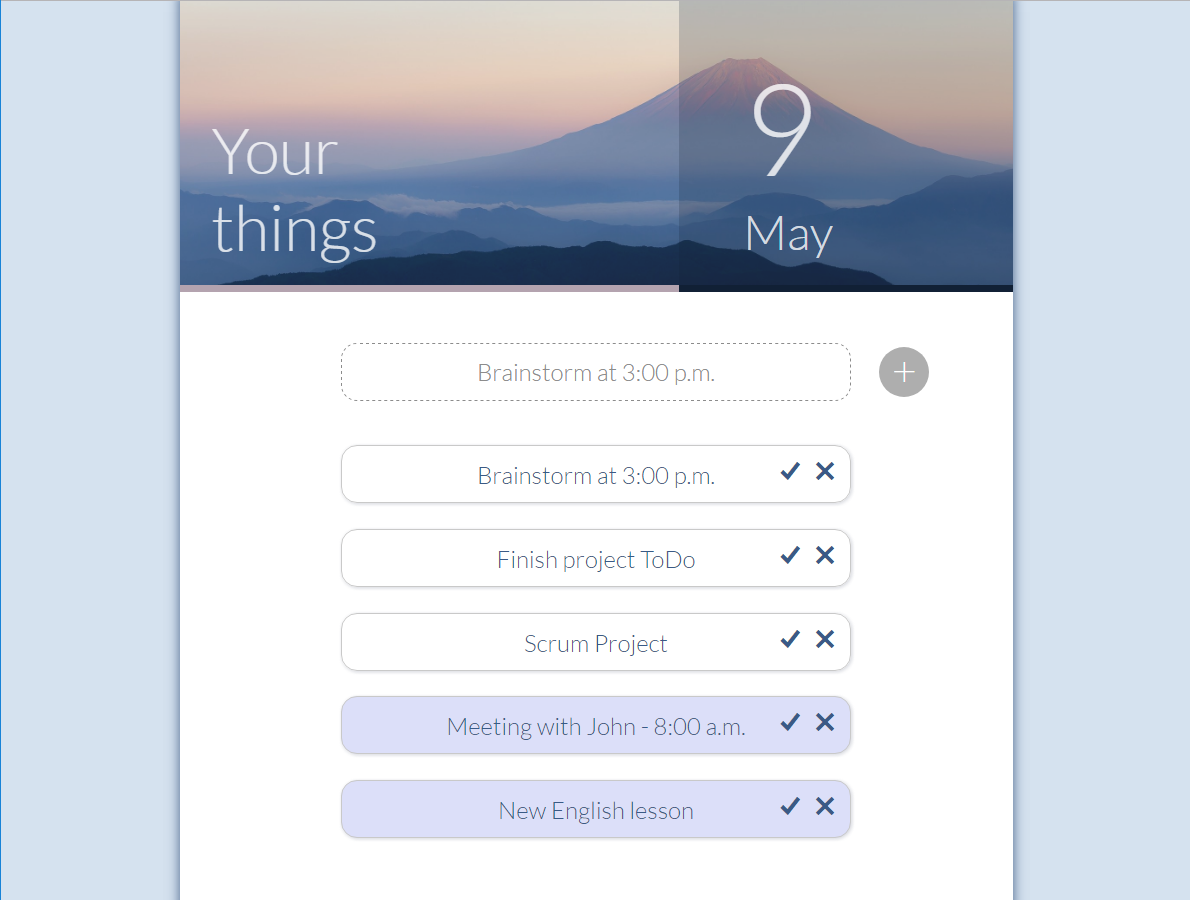 Your
things
9
May
Brainstorm at 3:00 p.m.
Brainstorm at 3:00 p.m.
Finish project ToDo
Scrum Project
Meeting with John - 8:00 a.m.
New English lesson